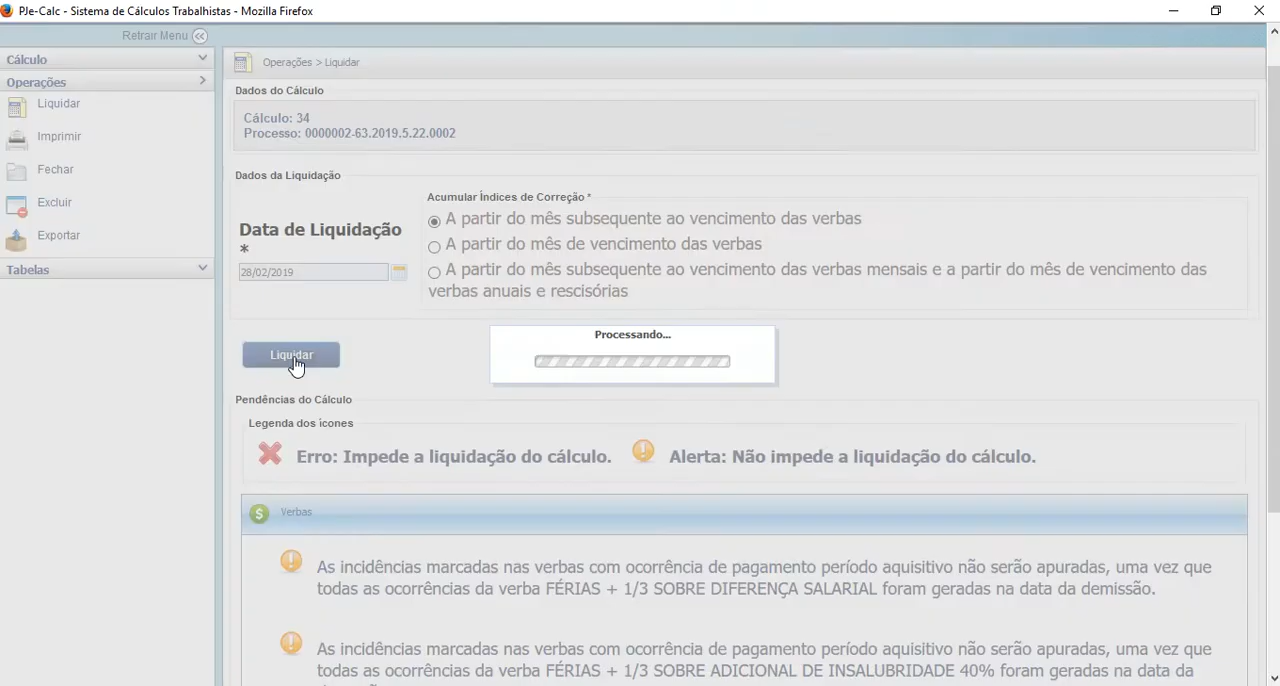 PJe-Calc - Sistema de Cálculos Trabalhistas - Mozilla Firefox
Retrair Menu
Cálculo
Operações
Liquidar
Imprimir
Fechar
Excluir
Exportar
Tabelas
Operações > Liquidar
Dados do Cálculo
Cálculo: 34
Processo: 0000002-63.2019.5.22.0002
Dados da Liquidação
Data de Liquidação
*
28/02/2019
Acumular Índices de Correção *
A partir do mês subsequente ao vencimento das verbas
A partir do mês de vencimento das verbas
A partir do mês subsequente ao vencimento das verbas mensais e a partir do mês de vencimento das
verbas anuais e rescisórias
Liquidar
Processando...
Pendências do Cálculo
Legenda dos ícones
Erro: Impede a liquidação do cálculo.
Alerta: Não impede a liquidação do cálculo.
Verbas
As incidências marcadas nas verbas com ocorrência de pagamento período aquisitivo não serão apuradas, uma vez que
todas as ocorrências da verba FÉRIAS + 1/3 SOBRE DIFERENÇA SALARIAL foram geradas na data da demissão.
As incidências marcadas nas verbas com ocorrência de pagamento período aquisitivo não serão apuradas, uma vez que
todas as ocorrências da verba FÉRIAS + 1/3 SOBRE ADICIONAL DE INSALUBRIDADE 40% foram geradas na data da